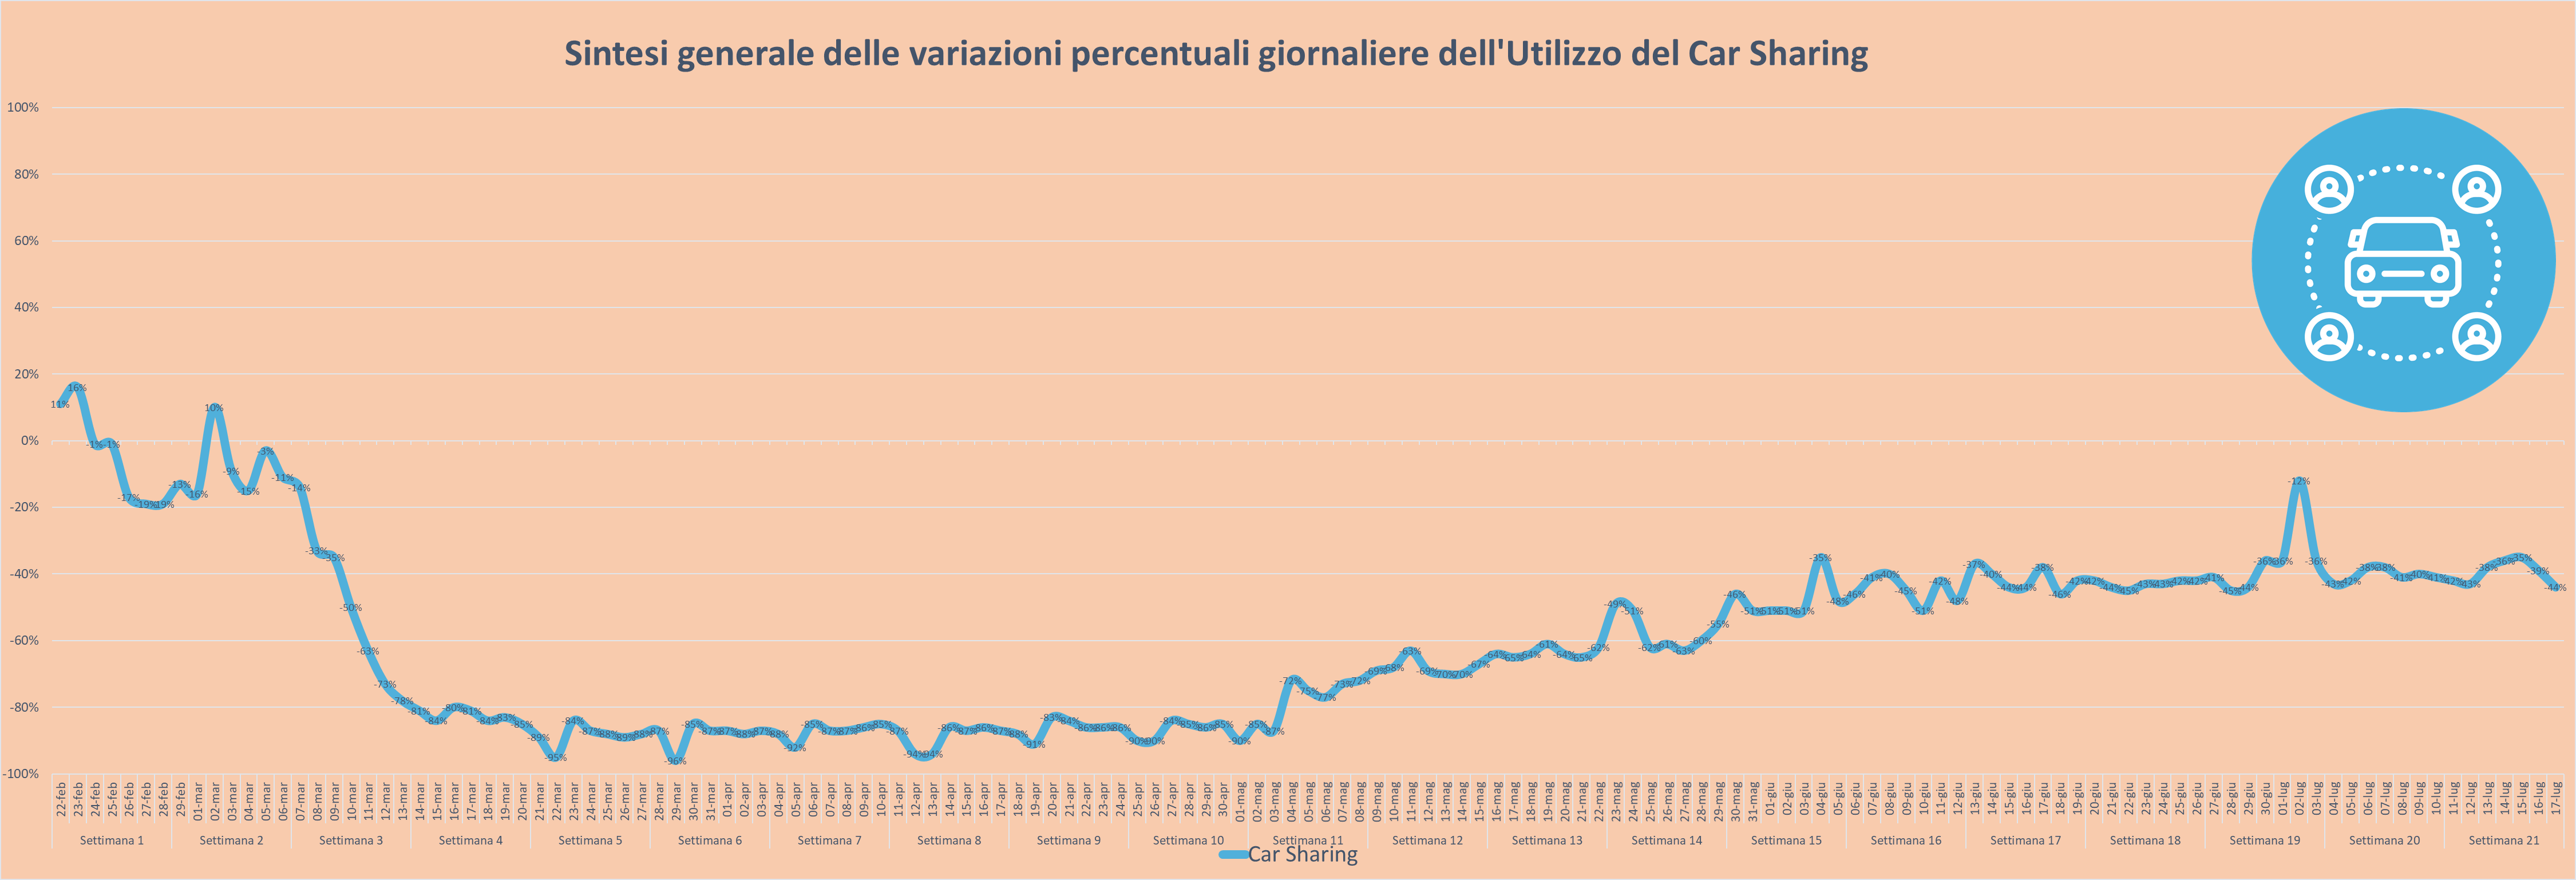 Sintesi generale delle variazioni percentuali giornaliere dell'Utilizzo del Car Sharing
100%
80%
60%
40%
20%
0%
-20%
-40%
-60%
-80%
-100%
11% 16% -1% -1% -17% -19% -19% -13% -16% 10% -9% -15% -3% -11% -14% -33% -35% -50% -63% -73% -78% -81% -84% -80% -81% -84% -83% -85% -89% -95% -84% -87% -88% -89% -88% -87% -96% -85% -87% -87% -88% -87% -88% -92% -85% -87% -87% -86% -85% -87% -94% -94% -86% -87% -86% -87% -88% -91% -83% -84% -86% -86% -86% -90% -90% -84% -85% -86% -85% -90% -85% -87% -72% -75% -77% -73% -72% -69% -68% -63% -69% -70% -70% -67% -64% -65% -64% -61% -64% -65% -62% -49% -51% -62% -61% -63% -60% -55% -46% -51% -51% -51% -51% -35% -48% -46% -41% -40% -45% -51% -42% -48% -37% -40% -44% -44% -38% -46% -42% -42% -44% -45% -43% -43% -42% -42% -41% -45% -44% -36% -36% -12% -36% -43% -42% -38% -38% -41% -40% -41% -42% -43% -38% -36% -35% -39% -44%
22-feb 23-feb 24-feb 25-feb 26-feb 27-feb 28-feb 29-feb 01-mar 02-mar 03-mar 04-mar 05-mar 06-mar 07-mar 08-mar 09-mar 10-mar 11-mar 12-mar 13-mar 14-mar 15-mar 16-mar 17-mar 18-mar 19-mar 20-mar 21-mar 22-mar 23-mar 24-mar 25-mar 26-mar 27-mar 28-mar 29-mar 30-mar 31-mar 01-apr 02-apr 03-apr 04-apr 05-apr 06-apr 07-apr 08-apr 09-apr 10-apr 11-apr 12-apr 13-apr 14-apr 15-apr 16-apr 17-apr 18-apr 19-apr 20-apr 21-apr 22-apr 23-apr 24-apr 25-apr 26-apr 27-apr 28-apr 29-apr 30-apr 01-mag 02-mag 03-mag 04-mag 05-mag 06-mag 07-mag 08-mag 09-mag 10-mag 11-mag 12-mag 13-mag 14-mag 15-mag 16-mag 17-mag 18-mag 19-mag 20-mag 21-mag 22-mag 23-mag 24-mag 25-mag 26-mag 27-mag 28-mag 29-mag 30-mag 31-mag 01-giu 02-giu 03-giu 04-giu 05-giu 06-giu 07-giu 08-giu 09-giu 10-giu 11-giu 12-giu 13-giu 14-giu 15-giu 16-giu 17-giu 18-giu 19-giu 20-giu 21-giu 22-giu 23-giu 24-giu 25-giu 26-giu 27-giu 28-giu 29-giu 30-giu 01-lug 02-lug 03-lug 04-lug 05-lug 06-lug 07-lug 08-lug 09-lug 10-lug 11-lug 12-lug 13-lug 14-lug 15-lug 16-lug 17-lug
Settimana 1 Settimana 2 Settimana 3 Settimana 4 Settimana 5 Settimana 6 Settimana 7 Settimana 8 Settimana 9 Settimana 10 Settimana 11 Settimana 12 Settimana 13 Settimana 14 Settimana 15 Settimana 16 Settimana 17 Settimana 18 Settimana 19 Settimana 20 Settimana 21
Car Sharing